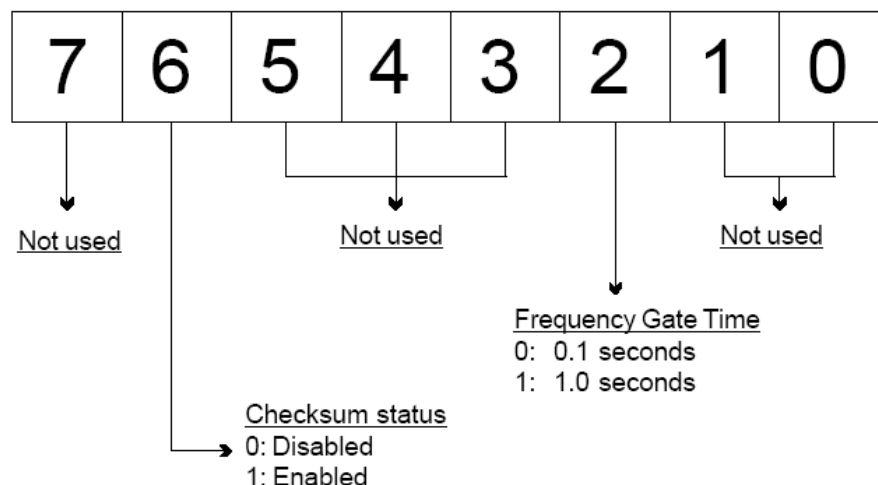 7 6 5 4 3 2 1 0
Not used
Not used
Not used
Frequency Gate Time
0: 0.1 seconds
1: 1.0 seconds
Checksum status
0: Disabled
1: Enabled